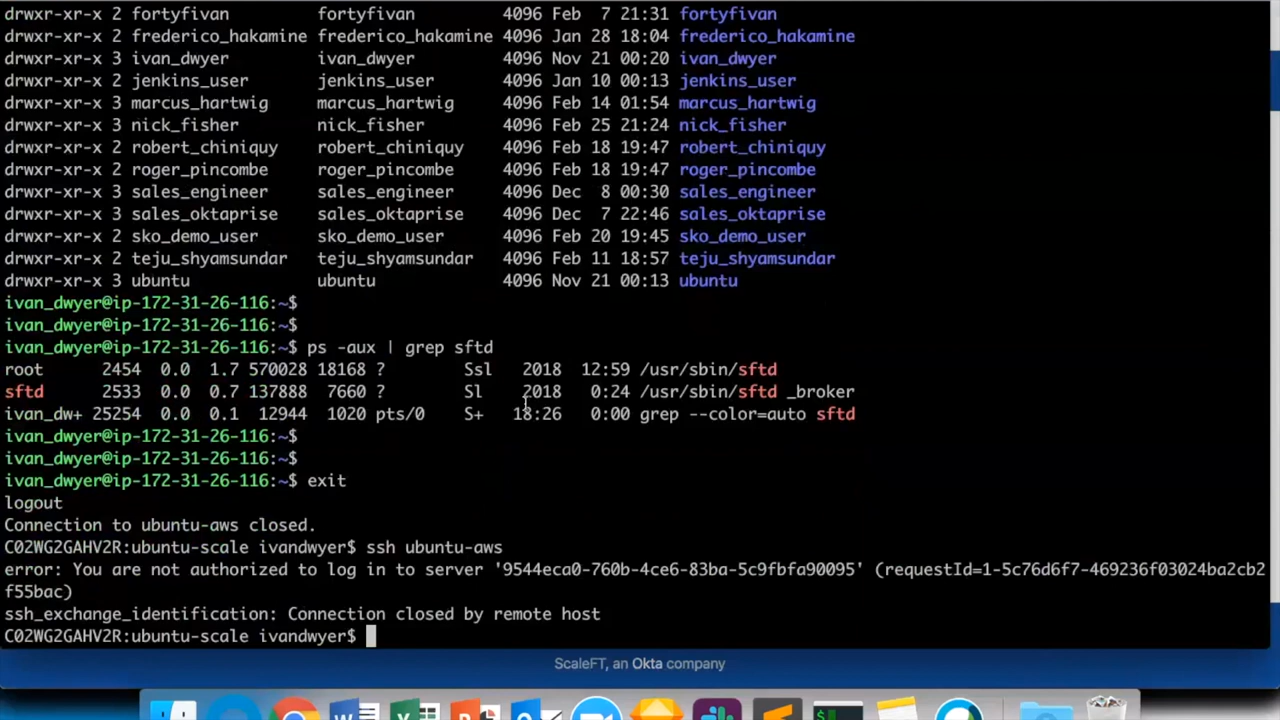 drwxr-xr-x 2 fortyfivan         fortyfivan         4096 Feb  7 21:31 fortyfivan
drwxr-xr-x 2 frederico_hakamine frederico_hakamine 4096 Jan 28 18:04 frederico_hakamine
drwxr-xr-x 3 ivan_dwyer         ivan_dwyer         4096 Nov 21 00:20 ivan_dwyer
drwxr-xr-x 2 jenkins_user       jenkins_user       4096 Jan 10 00:13 jenkins_user
drwxr-xr-x 3 marcus_hartwig     marcus_hartwig     4096 Feb 14 01:54 marcus_hartwig
drwxr-xr-x 3 nick_fisher        nick_fisher        4096 Feb 25 21:24 nick_fisher
drwxr-xr-x 2 robert_chiniquy    robert_chiniquy    4096 Feb 18 19:47 robert_chiniquy
drwxr-xr-x 2 roger_pincombe     roger_pincombe     4096 Feb 18 19:47 roger_pincombe
drwxr-xr-x 3 sales_engineer     sales_engineer     4096 Dec  8 00:30 sales_engineer
drwxr-xr-x 3 sales_oktaprise    sales_oktaprise    4096 Dec  7 22:46 sales_oktaprise
drwxr-xr-x 2 sko_demo_user      sko_demo_user      4096 Feb 20 19:45 sko_demo_user
drwxr-xr-x 2 teju_shyamsundar   teju_shyamsundar   4096 Feb 11 18:57 teju_shyamsundar
drwxr-xr-x 3 ubuntu             ubuntu             4096 Nov 21 00:13 ubuntu
ivan_dwyer@ip-172-31-26-116:~$
ivan_dwyer@ip-172-31-26-116:~$
ivan_dwyer@ip-172-31-26-116:~$ ps -aux | grep sftd
root      2454  0.0  1.7 570028 18168 ?        Ssl   2018  12:59 /usr/sbin/sftd
sftd      2533  0.0  0.7 137888  7660 ?        Sl    2018   0:24 /usr/sbin/sftd _broker
ivan_dw+ 25254  0.0  0.1  12944  1020 pts/0    S+   18:26   0:00 grep --color=auto sftd
ivan_dwyer@ip-172-31-26-116:~$
ivan_dwyer@ip-172-31-26-116:~$
ivan_dwyer@ip-172-31-26-116:~$ exit
logout
Connection to ubuntu-aws closed.
C02WG2GAHV2R:ubuntu-scale ivandwyer$ ssh ubuntu-aws
error: You are not authorized to log in to server '9544eca0-760b-4ce6-83ba-5c9fbfa90095' (requestId=1-5c76d6f7-469236f03024ba2cb2
f55bac)
ssh_exchange_identification: Connection closed by remote host
C02WG2GAHV2R:ubuntu-scale ivandwyer$
ScaleFT, an Okta company